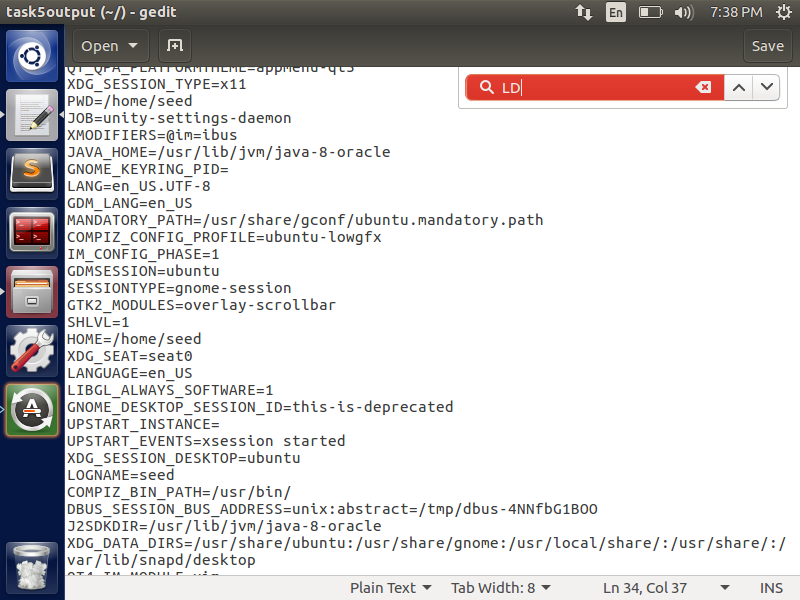 task5output (~/) - gedit
En
7:38 PM
Open
Save
QT_QPA_PLATFORMTHEME=appmenu-qt5
LD
XDG_SESSION_TYPE=x11
PWD=/home/seed
JOB=unity-settings-daemon
XMODIFIERS=@im=ibus
JAVA_HOME=/usr/lib/jvm/java-8-oracle
GNOME_KEYRING_PID=
LANG=en_US.UTF-8
GDM_LANG=en_US
MANDATORY_PATH=/usr/share/gconf/ubuntu.mandatory.path
COMPIZ_CONFIG_PROFILE=ubuntu-lowgfx
IM_CONFIG_PHASE=1
GDMSESSION=ubuntu
SESSIONTYPE=gnome-session
GTK2_MODULES=overlay-scrollbar
SHLVL=1
HOME=/home/seed
XDG_SEAT=seat0
LANGUAGE=en_US
LIBGL_ALWAYS_SOFTWARE=1
GNOME_DESKTOP_SESSION_ID=this-is-deprecated
UPSTART_INSTANCE=
UPSTART_EVENTS=xsession started
XDG_SESSION_DESKTOP=ubuntu
LOGNAME=seed
COMPIZ_BIN_PATH=/usr/bin/
DBUS_SESSION_BUS_ADDRESS=unix:abstract=/tmp/dbus-4NNfbG1BOO
J2SDKDIR=/usr/lib/jvm/java-8-oracle
XDG_DATA_DIRS=/usr/share/ubuntu:/usr/share/gnome:/usr/local/share/:/usr/share/:/
var/lib/snapd/desktop
QT4_IM_MODULE=xim
Plain Text
Tab Width: 8
Ln 34, Col 37
INS